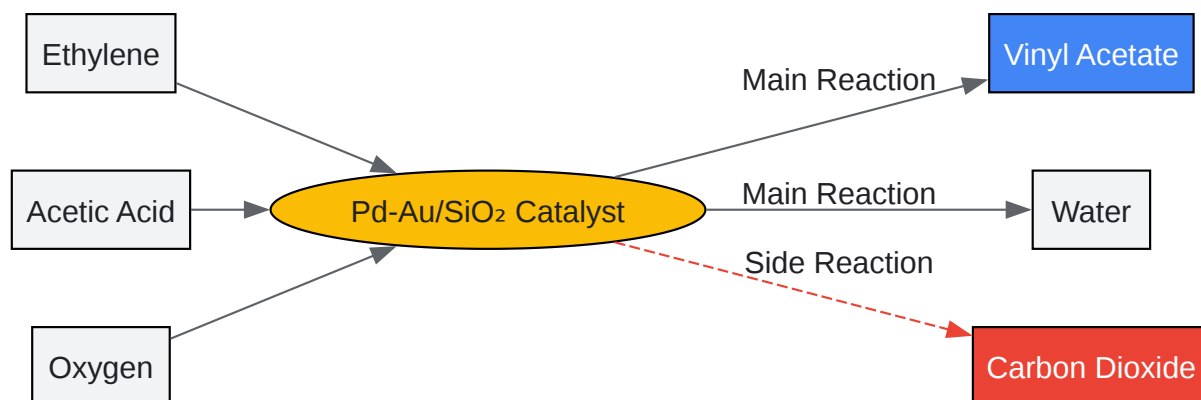 Ethylene
Vinyl Acetate
Main Reaction
Acetic Acid
Pd-Au/SiO₂ Catalyst
Main Reaction
Water
Side Reaction
Oxygen
Carbon Dioxide